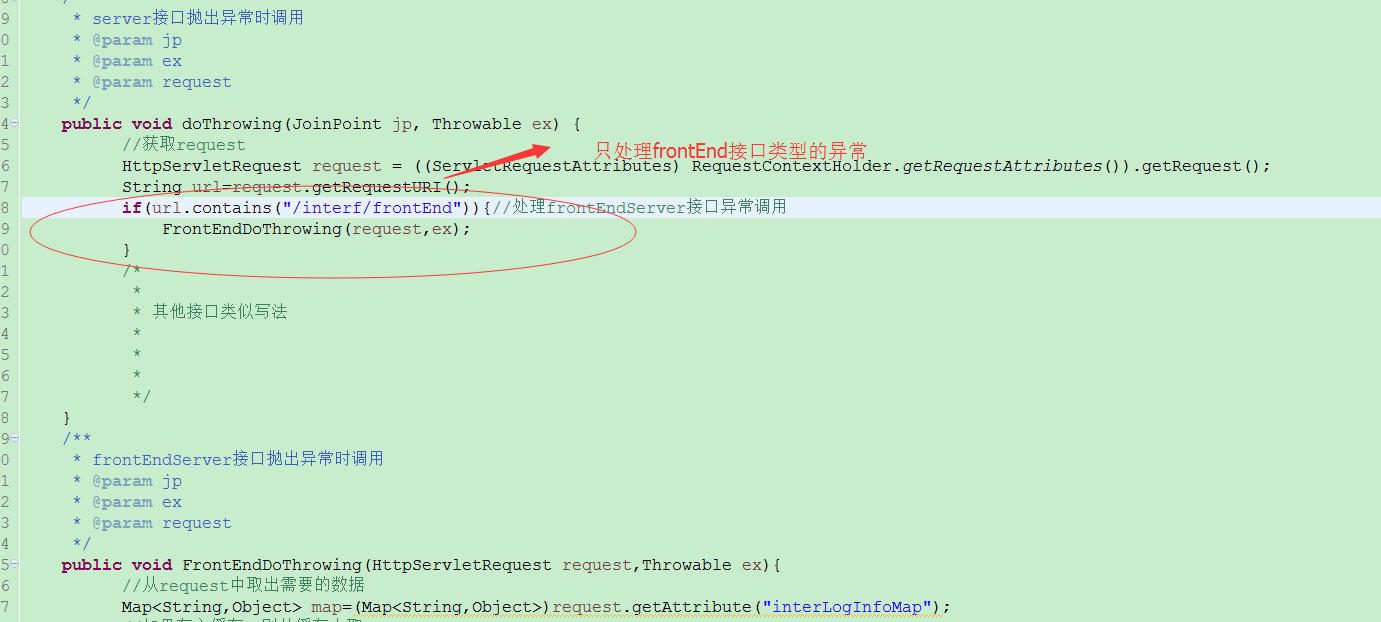 9 * server接口抛出异常时调用
0 * @param jp
1 * @param ex
2 * @param request
3 */
4 public void doThrowing(JoinPoint jp, Throwable ex) {
5 //获取request
只处理frontEnd接口类型的异常
6 HttpServletRequest request = ((ServletRequestAttributes) RequestContextHolder.getRequestAttributes()).getRequest();
7 String url=request.getRequestURI();
8 if(url.contains("/interf/frontEnd")){//处理frontEndServer接口异常调用
9 FrontEndDoThrowing(request,ex);
0 }
1 /*
2 *
3 * 其他接口类似写法
4 *
5 *
6 *
7 */
8 }
9 /**
0 * frontEndServer接口抛出异常时调用
1 * @param jp
2 * @param ex
3 * @param request
4 */
5 public void FrontEndDoThrowing(HttpServletRequest request,Throwable ex){
6 //从request中取出需要的数据
7 Map<String,Object> map=(Map<String,Object>)request.getAttribute("interLogInfoMap");